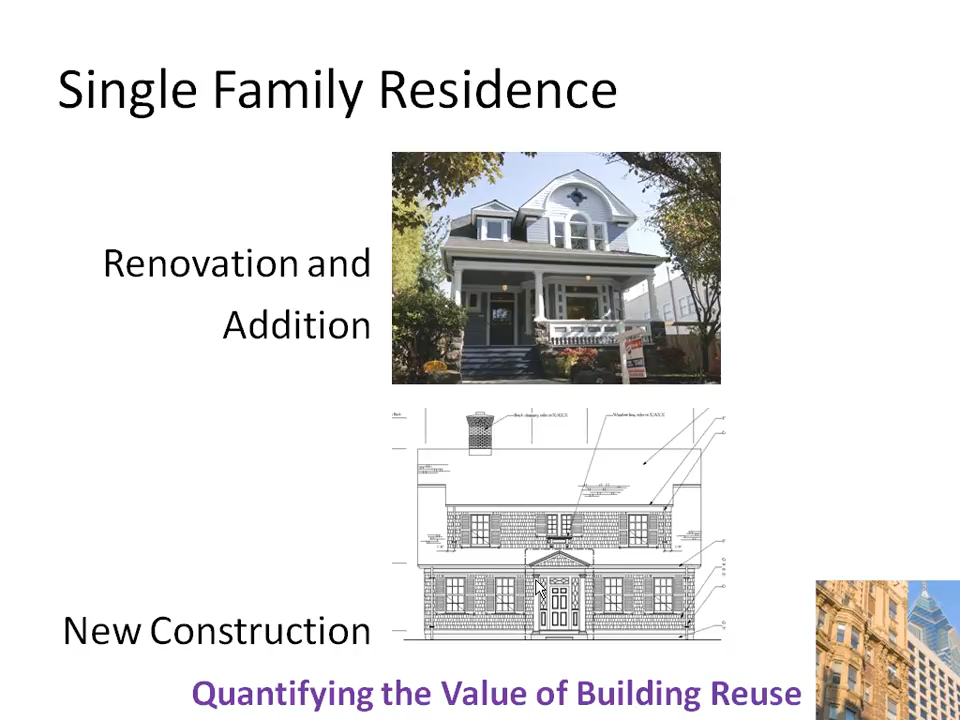 Single Family Residence
Renovation and
Addition
New Construction
Quantifying the Value of Building Reuse